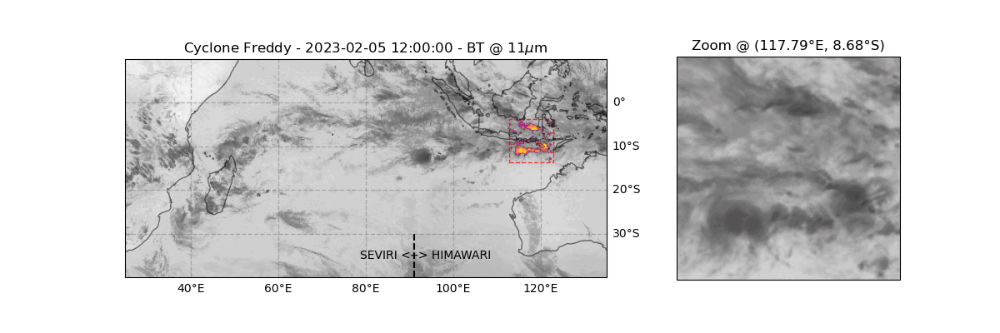 Cyclone Freddy - 2023-02-05 12:00:00 - BT @ 11μm
Zoom @ (117.79°E, 8.68°S)
0°
10°S
20°S
30°S
SEVIRI <-> HIMAWARI
40°E 60°E 80°E 100°E 120°E